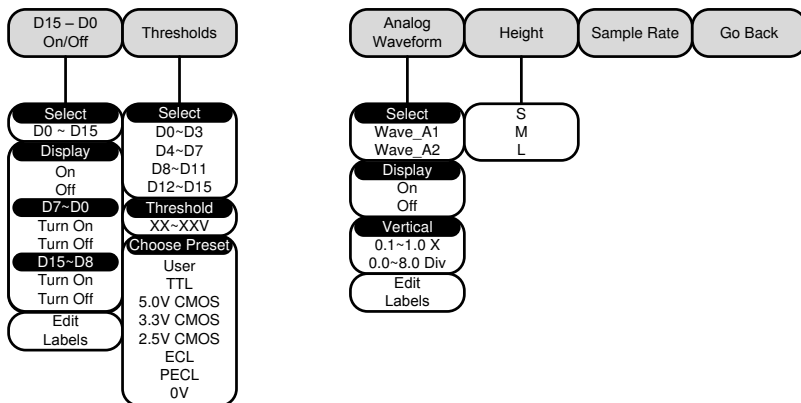 D15 – D0
On/Off
Thresholds
Analog
Waveform
Height
Sample Rate
Go Back
Select
D0 ~ D15
Display
On
Off
D7~D0
Turn On
Turn Off
D15~D8
Turn On
Turn Off
Edit
Labels
Select
D0~D3
D4~D7
D8~D11
D12~D15
Threshold
XX~XXV
Choose Preset
User
TTL
5.0V CMOS
3.3V CMOS
2.5V CMOS
ECL
PECL
0V
Select
Wave_A1
Wave_A2
Display
On
Off
Vertical
0.1~1.0 X
0.0~8.0 Div
Edit
Labels
S
M
L